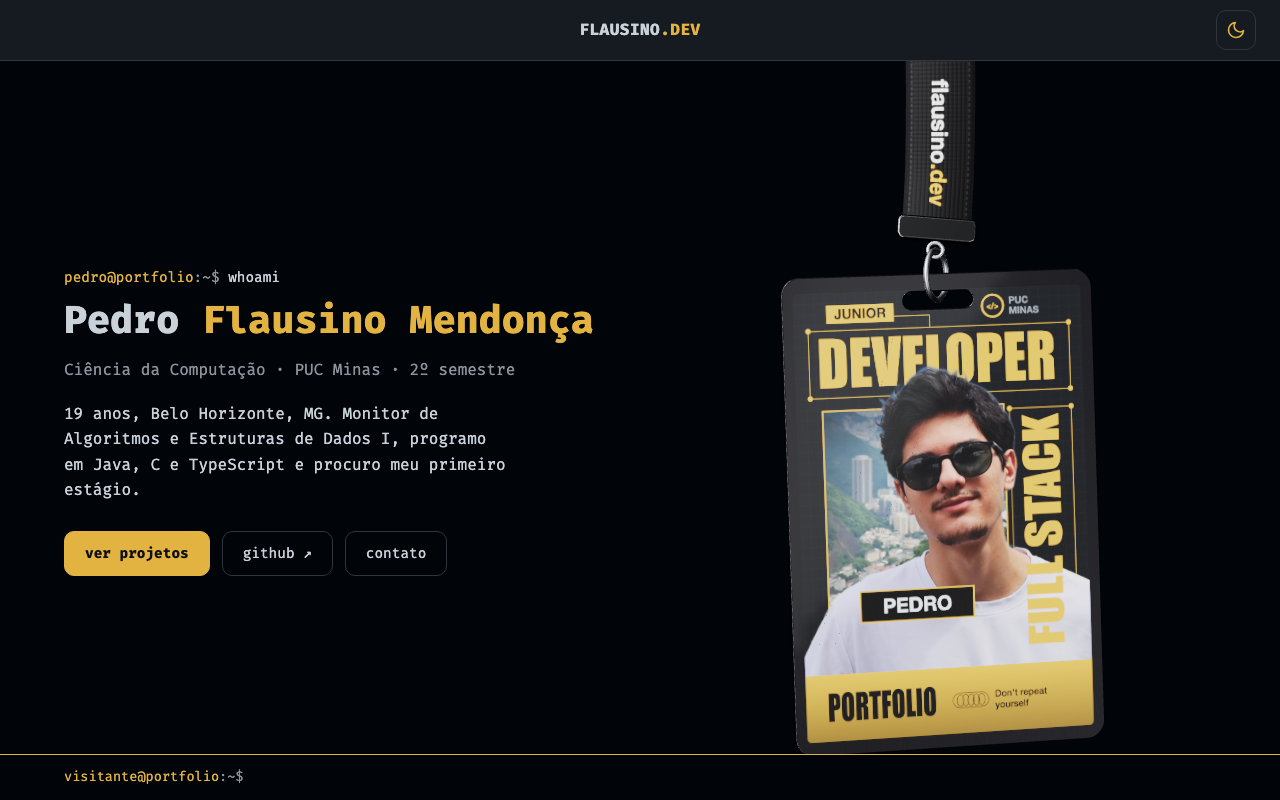 FLAUSINO.DEV
pedro@portfolio:~$ whoami
Pedro Flausino Mendonça
Ciência da Computação · PUC Minas · 2º semestre
19 anos, Belo Horizonte, MG. Monitor de
Algoritmos e Estruturas de Dados I, programo
em Java, C e TypeScript e procuro meu primeiro
estágio.
ver projetos
github ↗
contato
flausino.dev
JUNIOR
</>
PUC
MINAS
DEVELOPER
FULL STACK
PEDRO
PORTFOLIO
Don't repeat
yourself
visitante@portfolio:~$